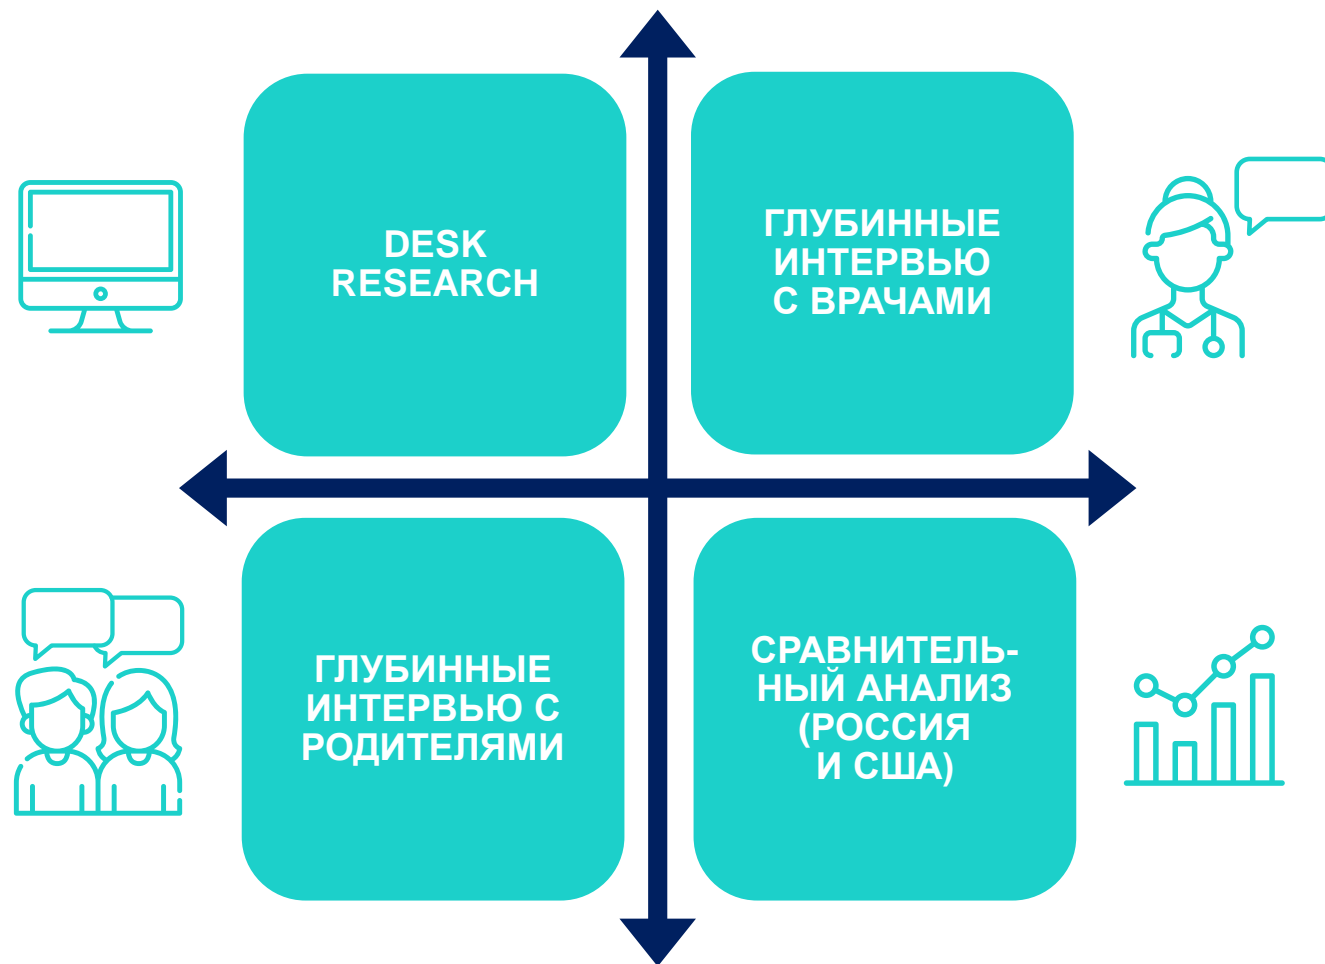 DESK
RESEARCH
ГЛУБИННЫЕ
ИНТЕРВЬЮ
С ВРАЧАМИ
ГЛУБИННЫЕ
ИНТЕРВЬЮ С
РОДИТЕЛЯМИ
СРАВНИТЕЛЬ-
НЫЙ АНАЛИЗ
(РОССИЯ
И США)